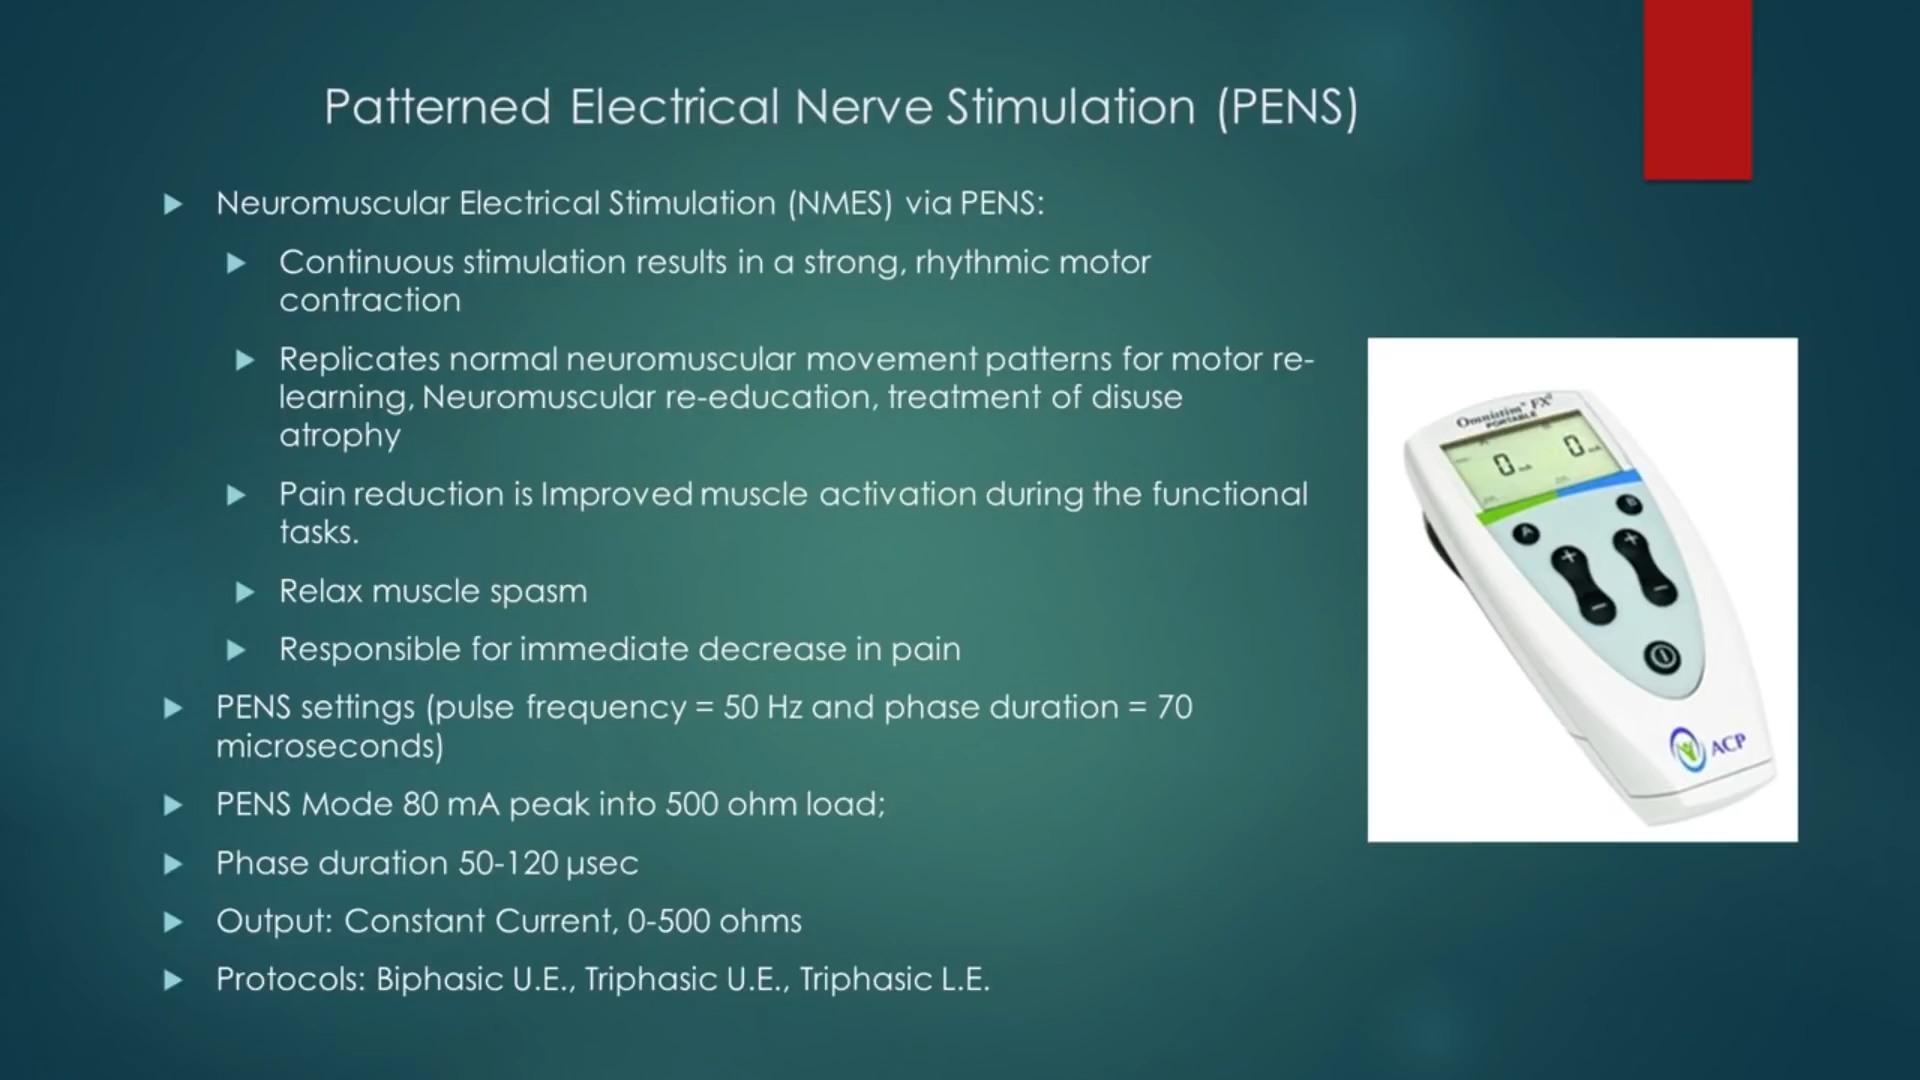 Patterned Electrical Nerve Stimulation (PENS)
Neuromuscular Electrical Stimulation (NMES) via PENS:
Continuous stimulation results in a strong, rhythmic motor
contraction
Replicates normal neuromuscular movement patterns for motor re-
learning, Neuromuscular re-education, treatment of disuse
atrophy
Pain reduction is Improved muscle activation during the functional
tasks.
Relax muscle spasm
Responsible for immediate decrease in pain
PENS settings (pulse frequency = 50 Hz and phase duration = 70
microseconds)
PENS Mode 80 mA peak into 500 ohm load;
Phase duration 50-120 µsec
Output: Constant Current, 0-500 ohms
Protocols: Biphasic U.E., Triphasic U.E., Triphasic L.E.
Omnistim™ FX²
PORTABLE
0 mA 0 mA
A B
+ +
- -
ACP